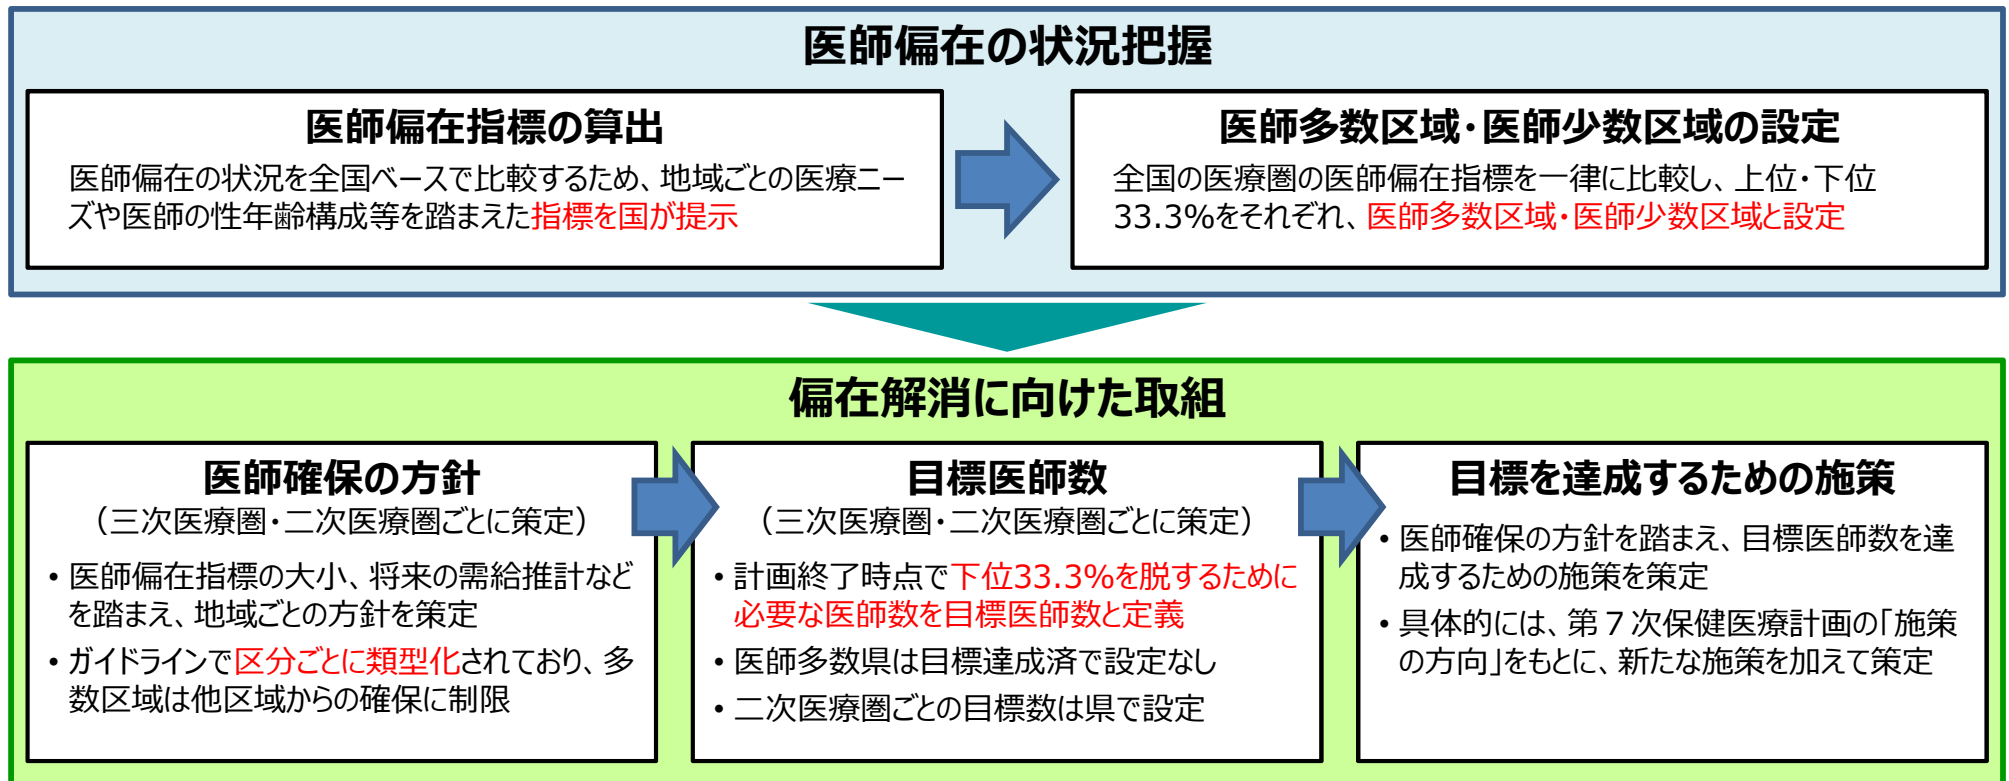 医師偏在の状況把握
医師偏在指標の算出
医師偏在の状況を全国ベースで比較するため、地域ごとの医療ニー
ズや医師の性年齢構成等を踏まえた指標を国が提示
医師多数区域・医師少数区域の設定
全国の医療圏の医師偏在指標を一律に比較し、上位・下位
33.3%をそれぞれ、医師多数区域・医師少数区域と設定
偏在解消に向けた取組
医師確保の方針
（三次医療圏・二次医療圏ごとに策定）
・医師偏在指標の大小、将来の需給推計など
を踏まえ、地域ごとの方針を策定
・ガイドラインで区分ごとに類型化されており、多
数区域は他区域からの確保に制限
目標医師数
（三次医療圏・二次医療圏ごとに策定）
・計画終了時点で下位33.3%を脱するために
必要な医師数を目標医師数と定義
・医師多数県は目標達成済で設定なし
・二次医療圏ごとの目標数は県で設定
目標を達成するための施策
・医師確保の方針を踏まえ、目標医師数を達
成するための施策を策定
・具体的には、第７次保健医療計画の「施策
の方向」をもとに、新たな施策を加えて策定